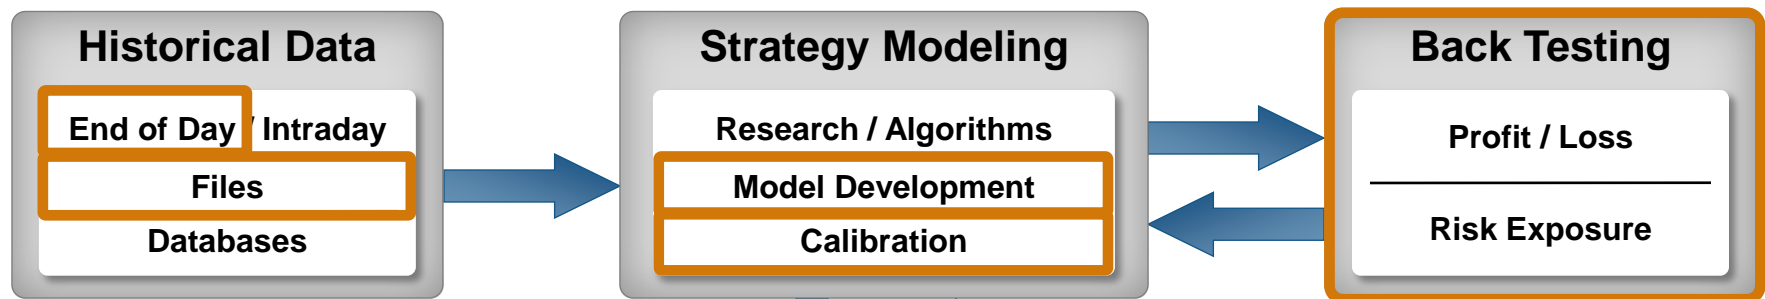 Historical Data
End of Day / Intraday
Files
Databases
Strategy Modeling
Research / Algorithms
Model Development
Calibration
Back Testing
Profit / Loss
Risk Exposure